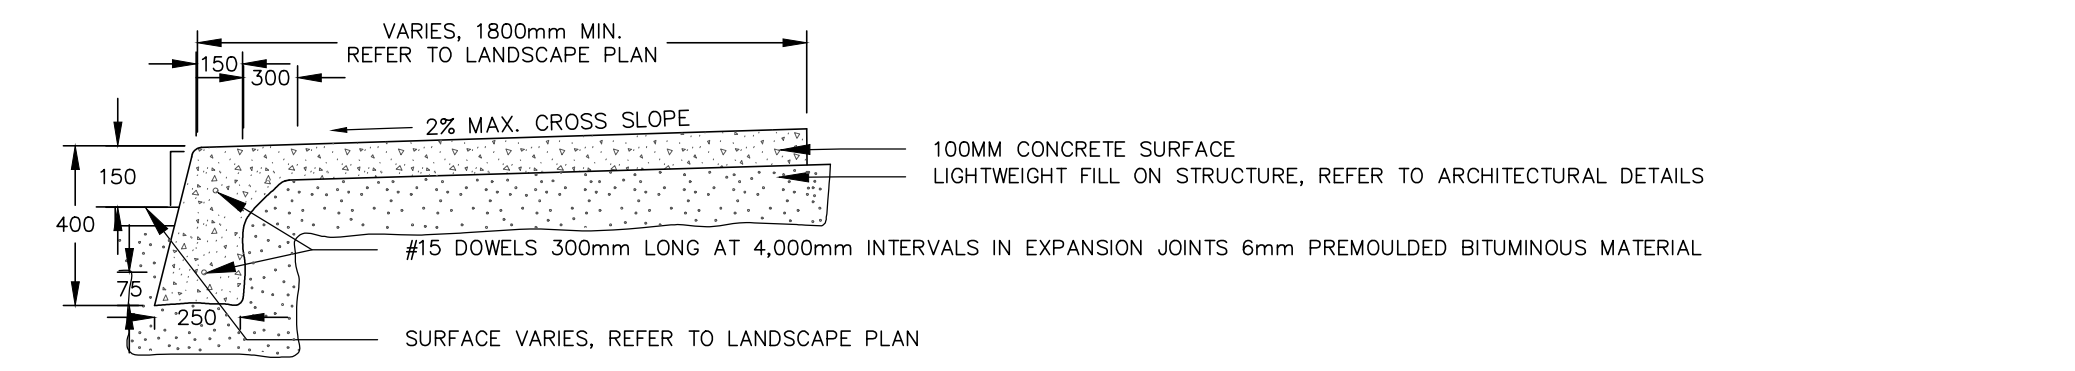 VARIES, 1800mm MIN.
REFER TO LANDSCAPE PLAN
150
300
2% MAX. CROSS SLOPE
100MM CONCRETE SURFACE
150
LIGHTWEIGHT FILL ON STRUCTURE, REFER TO ARCHITECTURAL DETAILS
400
#15 DOWELS 300mm LONG AT 4,000mm INTERVALS IN EXPANSION JOINTS 6mm PREMOULDED BITUMINOUS MATERIAL
75
250
SURFACE VARIES, REFER TO LANDSCAPE PLAN